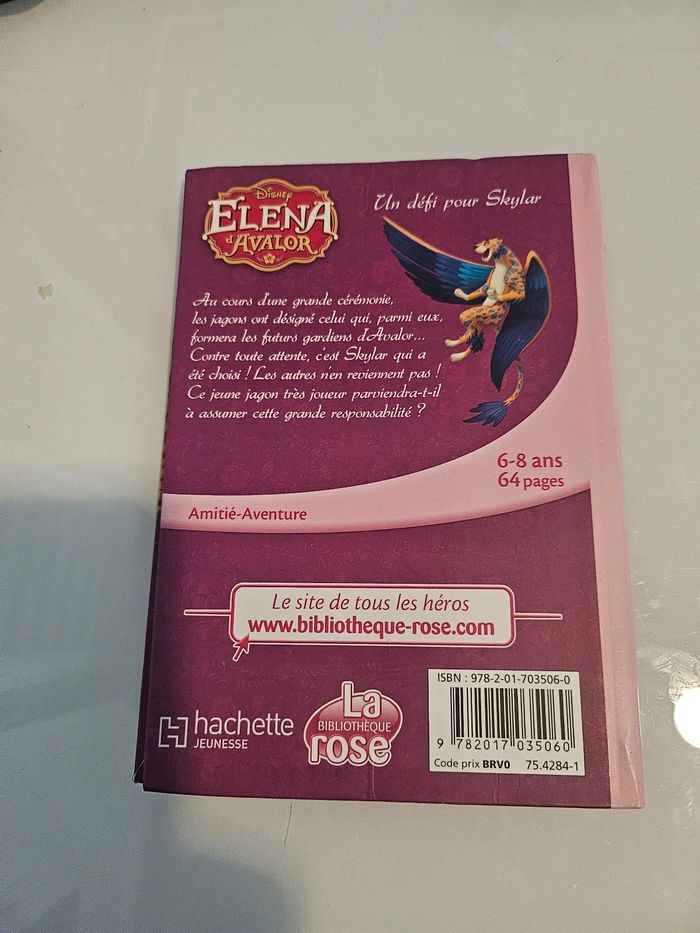 Disney
ELENA
d'AVALOR
Un défi pour Skylar
Au cours d'une grande cérémonie,
les jagons ont désigné celui qui, parmi eux,
formera les futurs gardiens d'Avalor...
Contre toute attente, c'est Skylar qui a
été choisi ! Les autres n'en reviennent pas !
Ce jeune jagon très joueur parviendra-t-il
à assumer cette grande responsabilité ?
6-8 ans
64 pages
Amitié-Aventure
Le site de tous les héros
www.bibliotheque-rose.com
hachette
JEUNESSE
La
BIBLIOTHÈQUE
rose
ISBN : 978-2-01-703506-0
9 782017 035060
Code prix BRV0 75.4284-1